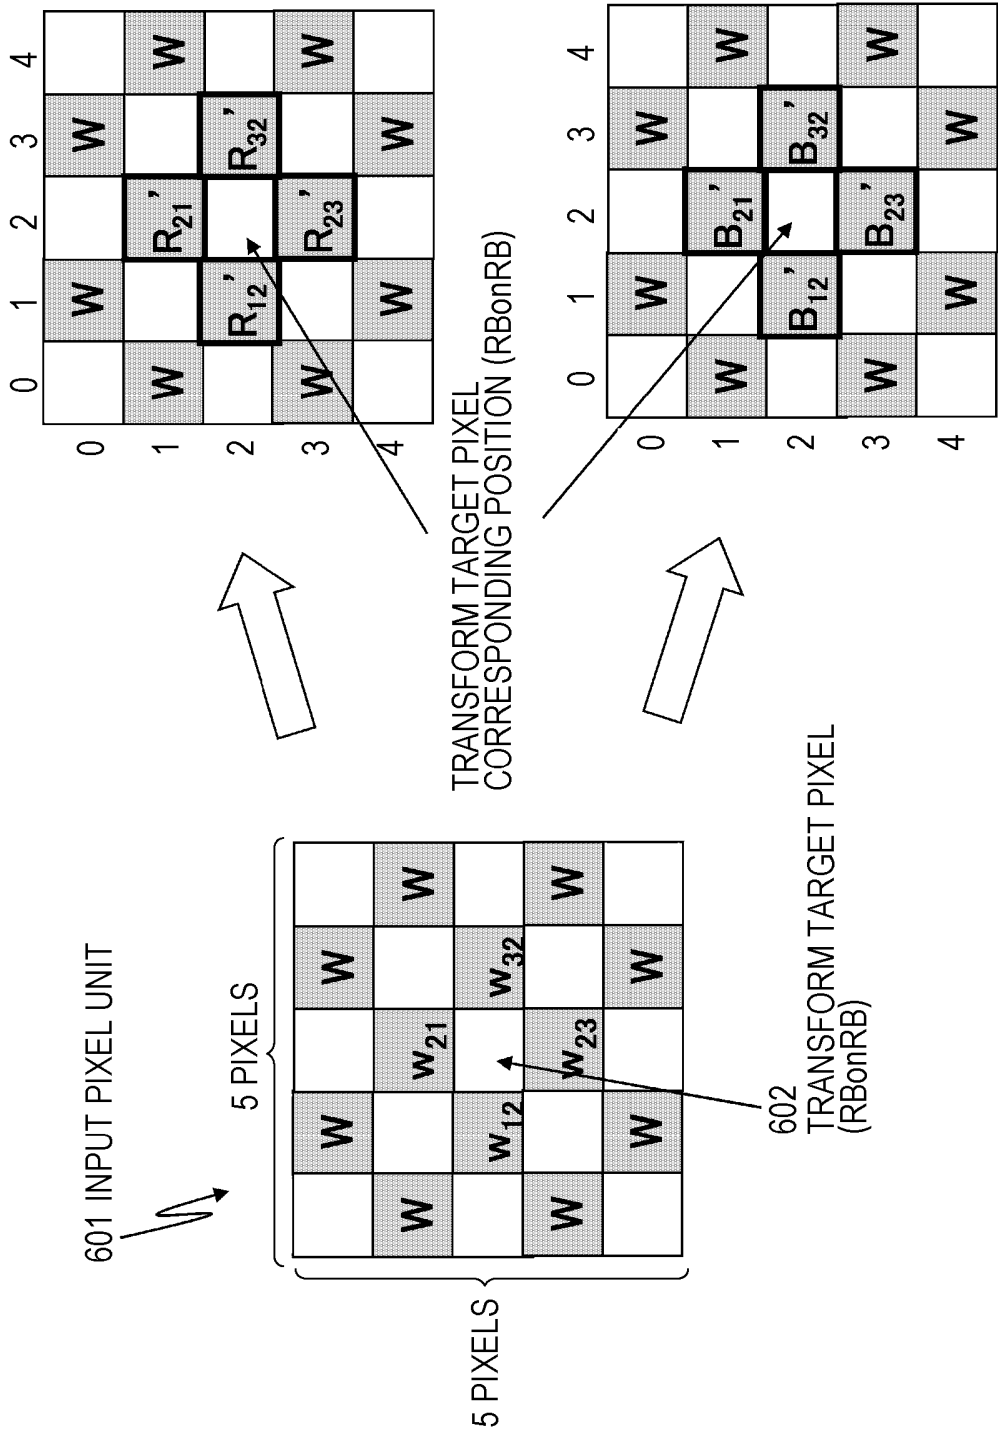 601 INPUT PIXEL UNIT
5 PIXELS
5 PIXELS
W W
W w21 W
w12 w32
W w23 W
W W
602
TRANSFORM TARGET PIXEL
(RBonRB)
0 1 2 3 4
0 W W
1 W R21' W
2 R12' R32'
3 W R23' W
4 W W
TRANSFORM TARGET PIXEL
CORRESPONDING POSITION (RBonRB)
0 1 2 3 4
0 W W
1 W B21' W
2 B12' B32'
3 W B23' W
4 W W